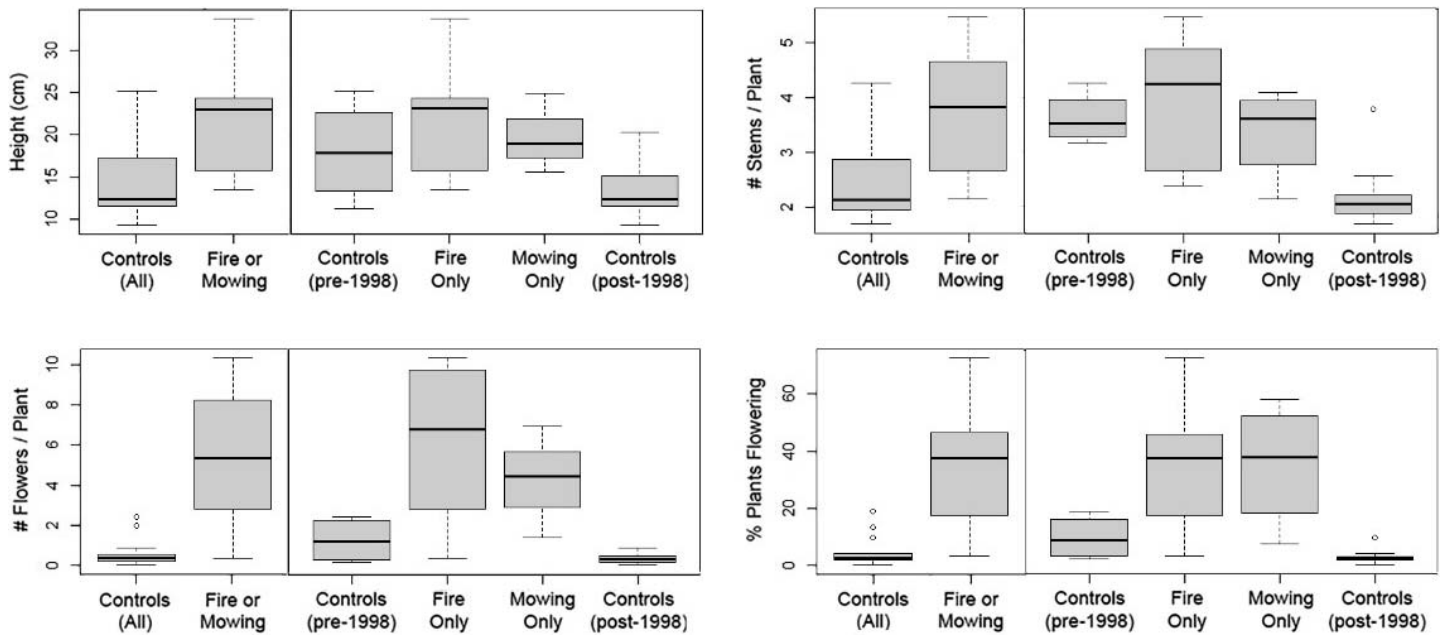 Height (cm)
30
25
20
15
10
Controls (All)
Fire or Mowing
Controls (pre-1998)
Fire Only
Mowing Only
Controls (post-1998)
# Stems / Plant
5
4
3
2
Controls (All)
Fire or Mowing
Controls (pre-1998)
Fire Only
Mowing Only
Controls (post-1998)
# Flowers / Plant
10
8
6
4
2
0
Controls (All)
Fire or Mowing
Controls (pre-1998)
Fire Only
Mowing Only
Controls (post-1998)
% Plants Flowering
60
40
20
0
Controls (All)
Fire or Mowing
Controls (pre-1998)
Fire Only
Mowing Only
Controls (post-1998)